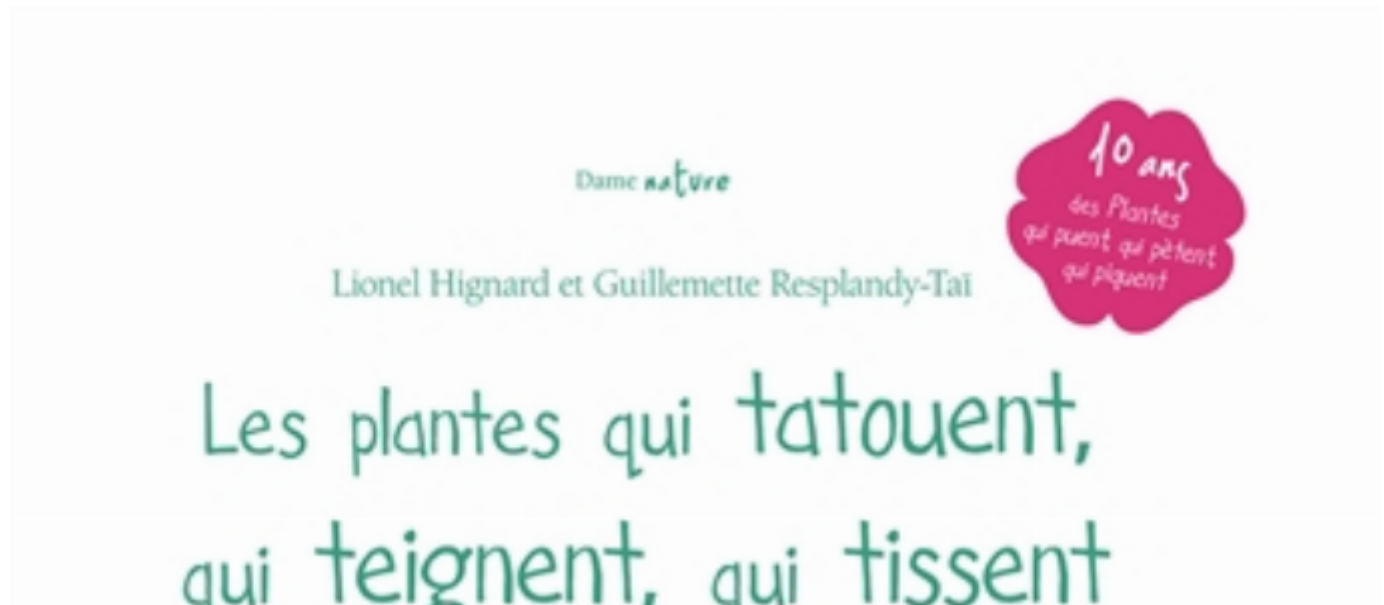 Dame nature
Lionel Hignard et Guillemette Resplandy-Taï
10 ans
des Plantes
qui puent qui pètent
qui piquent
Les plantes qui tatouent,
qui teignent, qui tissent